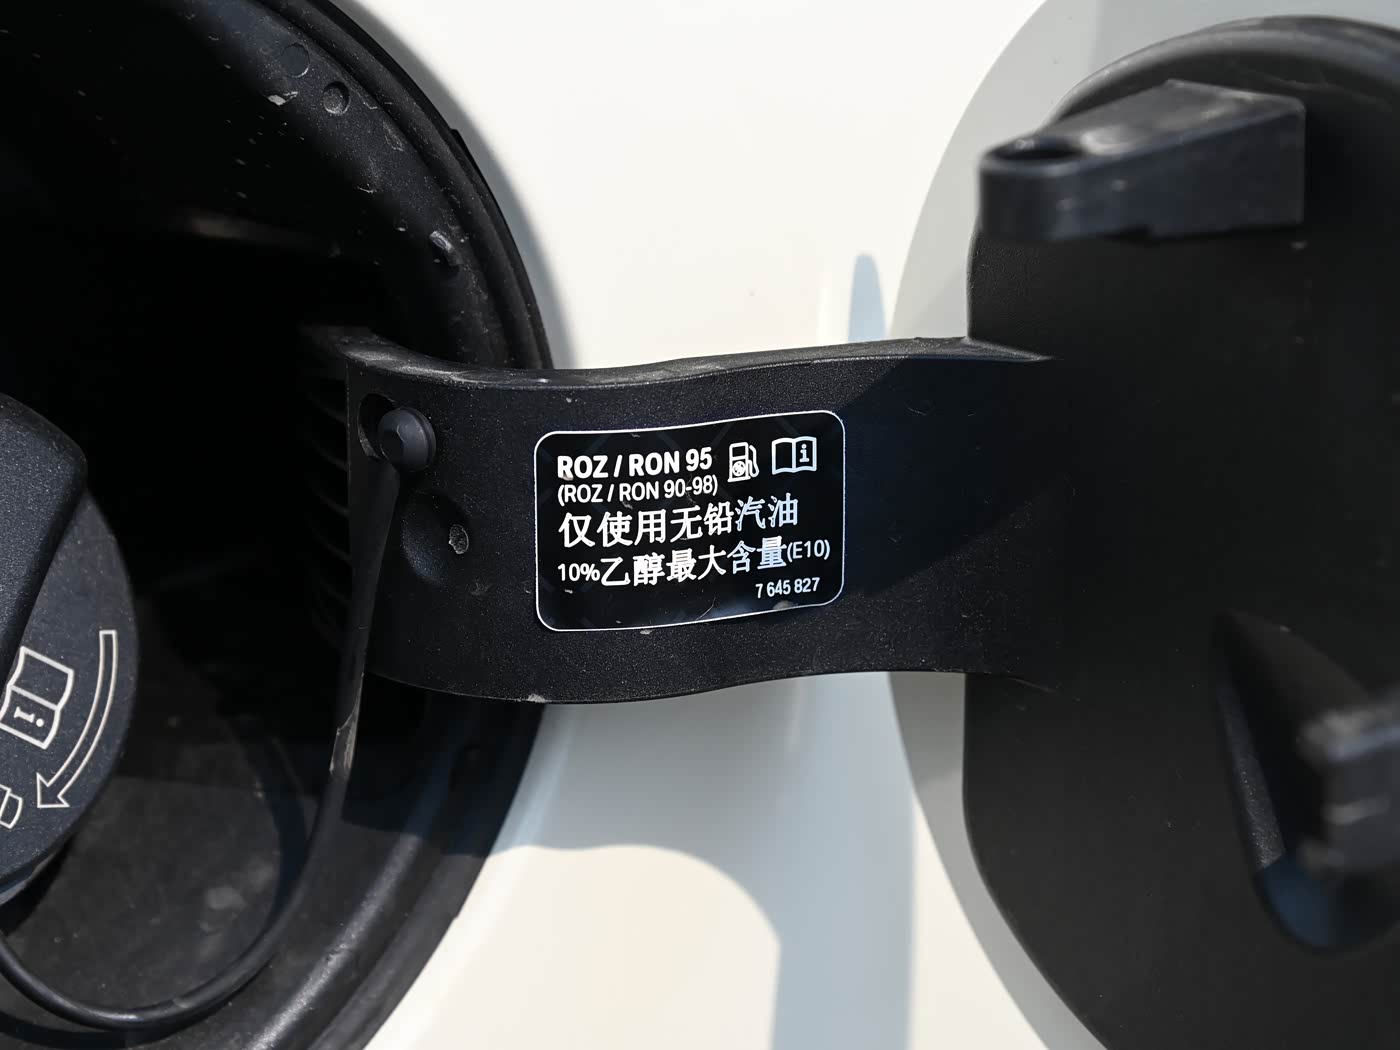 ROZ / RON 95
(ROZ / RON 90-98)
仅使用无铅汽油
10%乙醇最大含量(E10)
7 645 827